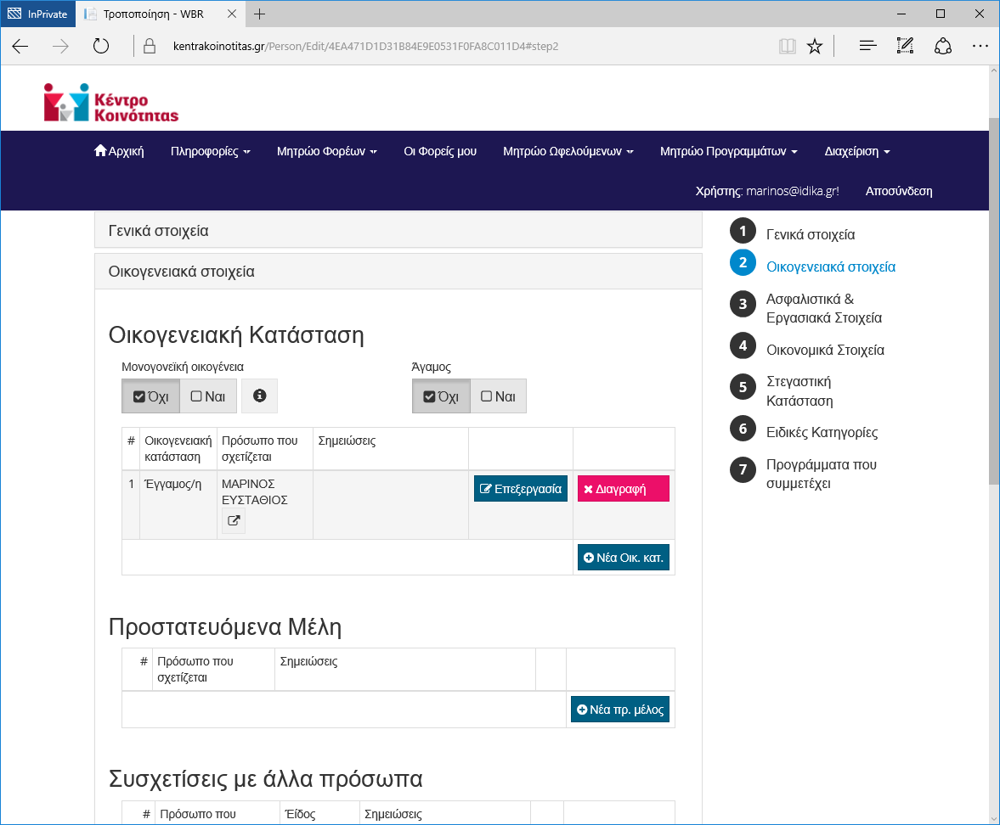 InPrivate
Τροποποίηση - WBR
kentrakoinotitas.gr/Person/Edit/4EA471D1D31B84E9E0531F0FA8C011D4#step2
Κέντρο
Κοινότητας
Αρχική
Πληροφορίες
Μητρώο Φορέων
Οι Φορείς μου
Μητρώο Ωφελούμενων
Μητρώο Προγραμμάτων
Διαχείριση
Χρήστης: marinos@idika.gr!
Αποσύνδεση
Γενικά στοιχεία
Οικογενειακά στοιχεία
Οικογενειακή Κατάσταση
Μονογονεϊκή οικογένεια
Άγαμος
Όχι
Ναι
Όχι
Ναι
#
Οικογενειακή
κατάσταση
Πρόσωπο που
σχετίζεται
Σημειώσεις
1
Έγγαμος/η
ΜΑΡΙΝΟΣ
ΕΥΣΤΑΘΙΟΣ
Επεξεργασία
Διαγραφή
Νέα Οικ. κατ.
Προστατευόμενα Μέλη
#
Πρόσωπο που
σχετίζεται
Σημειώσεις
Νέα πρ. μέλος
Συσχετίσεις με άλλα πρόσωπα
#
Πρόσωπο που
Έίδος
Σημειώσεις
1
Γενικά στοιχεία
2
Οικογενειακά στοιχεία
3
Ασφαλιστικά &
Εργασιακά Στοιχεία
4
Οικονομικά Στοιχεία
5
Στεγαστική
Κατάσταση
6
Ειδικές Κατηγορίες
7
Προγράμματα που
συμμετέχει